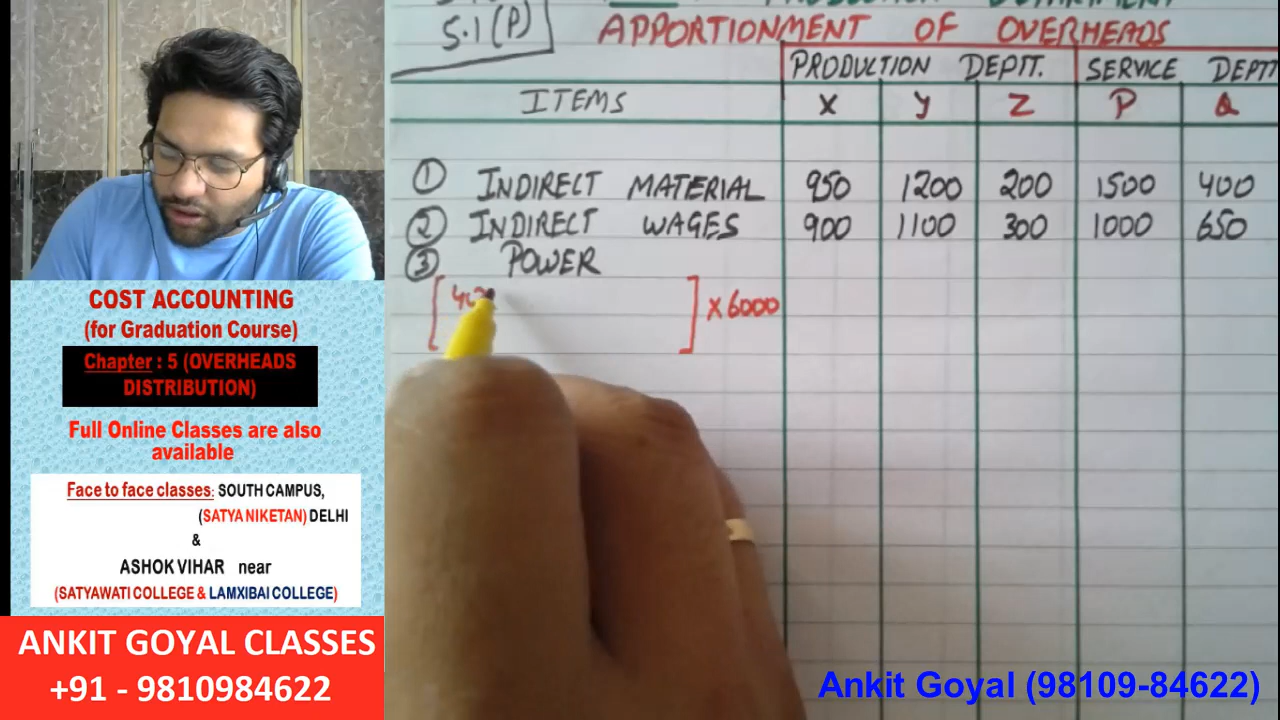 COST ACCOUNTING
(for Graduation Course)
Chapter : 5 (OVERHEADS
DISTRIBUTION)
Full Online Classes are also
available
Face to face classes: SOUTH CAMPUS,
(SATYA NIKETAN) DELHI
&
ASHOK VIHAR near
(SATYAWATI COLLEGE & LAMXIBAI COLLEGE)
ANKIT GOYAL CLASSES
+91 - 9810984622
5.1(P)
APPORTIONMENT OF OVERHEADS
PRODUCTION DEPTT. SERVICE DEPTT
ITEMS X Y Z P Q
① INDIRECT MATERIAL 950 1200 200 1500 400
② INDIRECT WAGES 900 1100 300 1000 650
③ POWER
[ ] × 6000
Ankit Goyal (98109-84622)